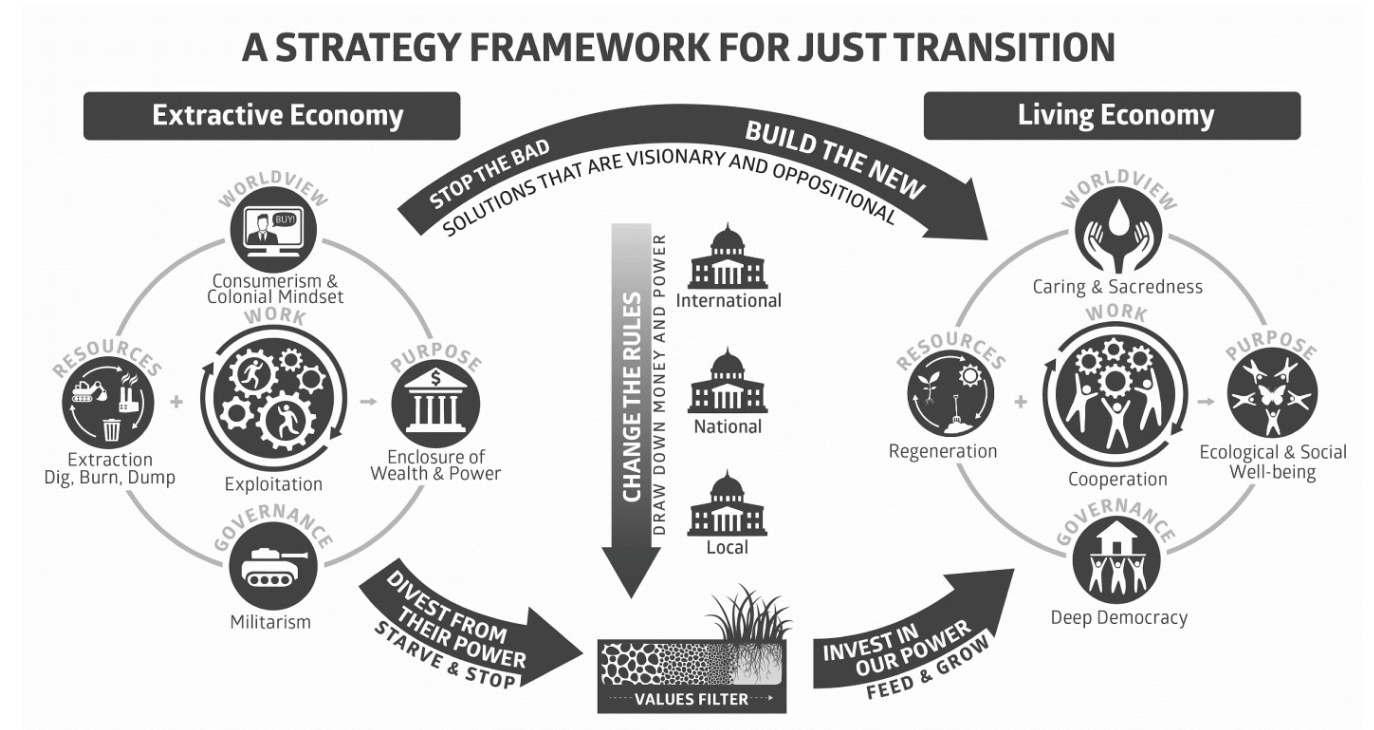 A STRATEGY FRAMEWORK FOR JUST TRANSITION
Extractive Economy
WORLDVIEW
BUY!
Consumerism &
Colonial Mindset
RESOURCES
Extraction
Dig, Burn, Dump
+
WORK
Exploitation
PURPOSE
$
Enclosure of
Wealth & Power
GOVERNANCE
Militarism
STOP THE BAD
BUILD THE NEW
SOLUTIONS THAT ARE VISIONARY AND OPPOSITIONAL
CHANGE THE RULES
DRAW DOWN MONEY AND POWER
International
National
Local
DIVEST FROM
THEIR POWER
STARVE & STOP
VALUES FILTER
INVEST IN
OUR POWER
FEED & GROW
Living Economy
WORLDVIEW
Caring & Sacredness
RESOURCES
Regeneration
+
WORK
Cooperation
PURPOSE
Ecological & Social
Well-being
GOVERNANCE
Deep Democracy